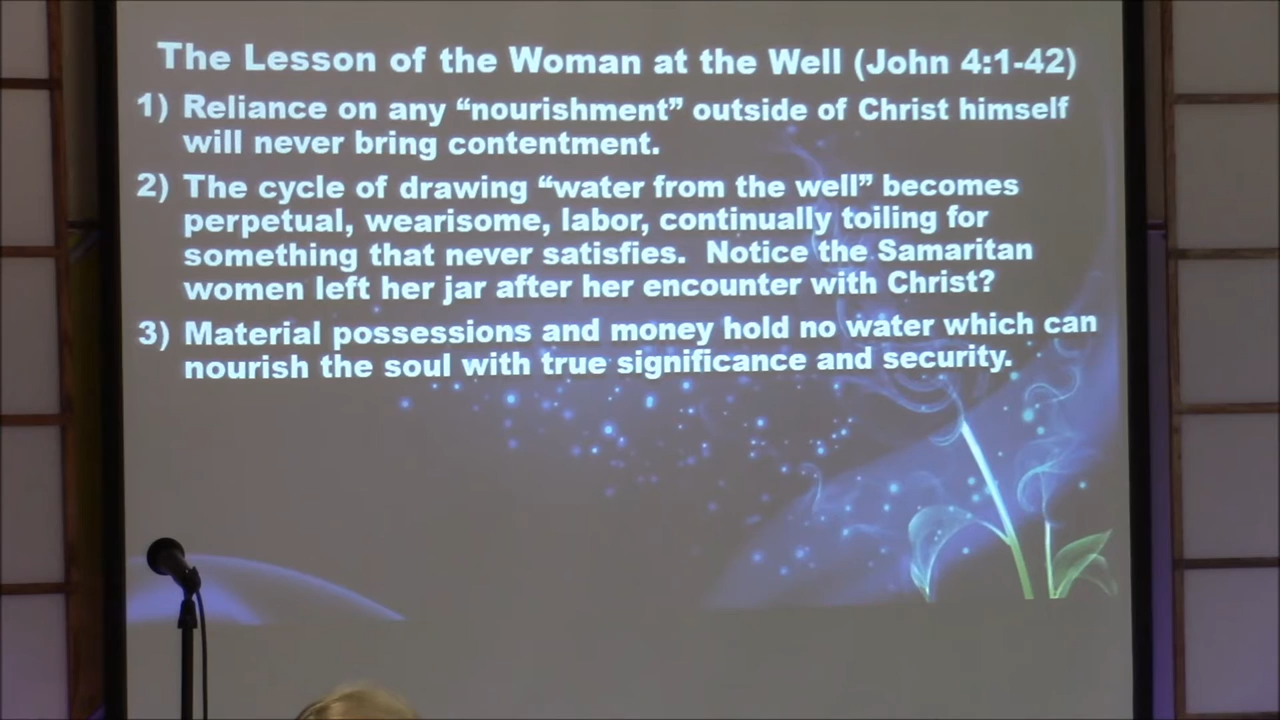 The Lesson of the Woman at the Well (John 4:1-42)
1) Reliance on any “nourishment” outside of Christ himself
will never bring contentment.
2) The cycle of drawing “water from the well” becomes
perpetual, wearisome, labor, continually toiling for
something that never satisfies.  Notice the Samaritan
women left her jar after her encounter with Christ?
3) Material possessions and money hold no water which can
nourish the soul with true significance and security.